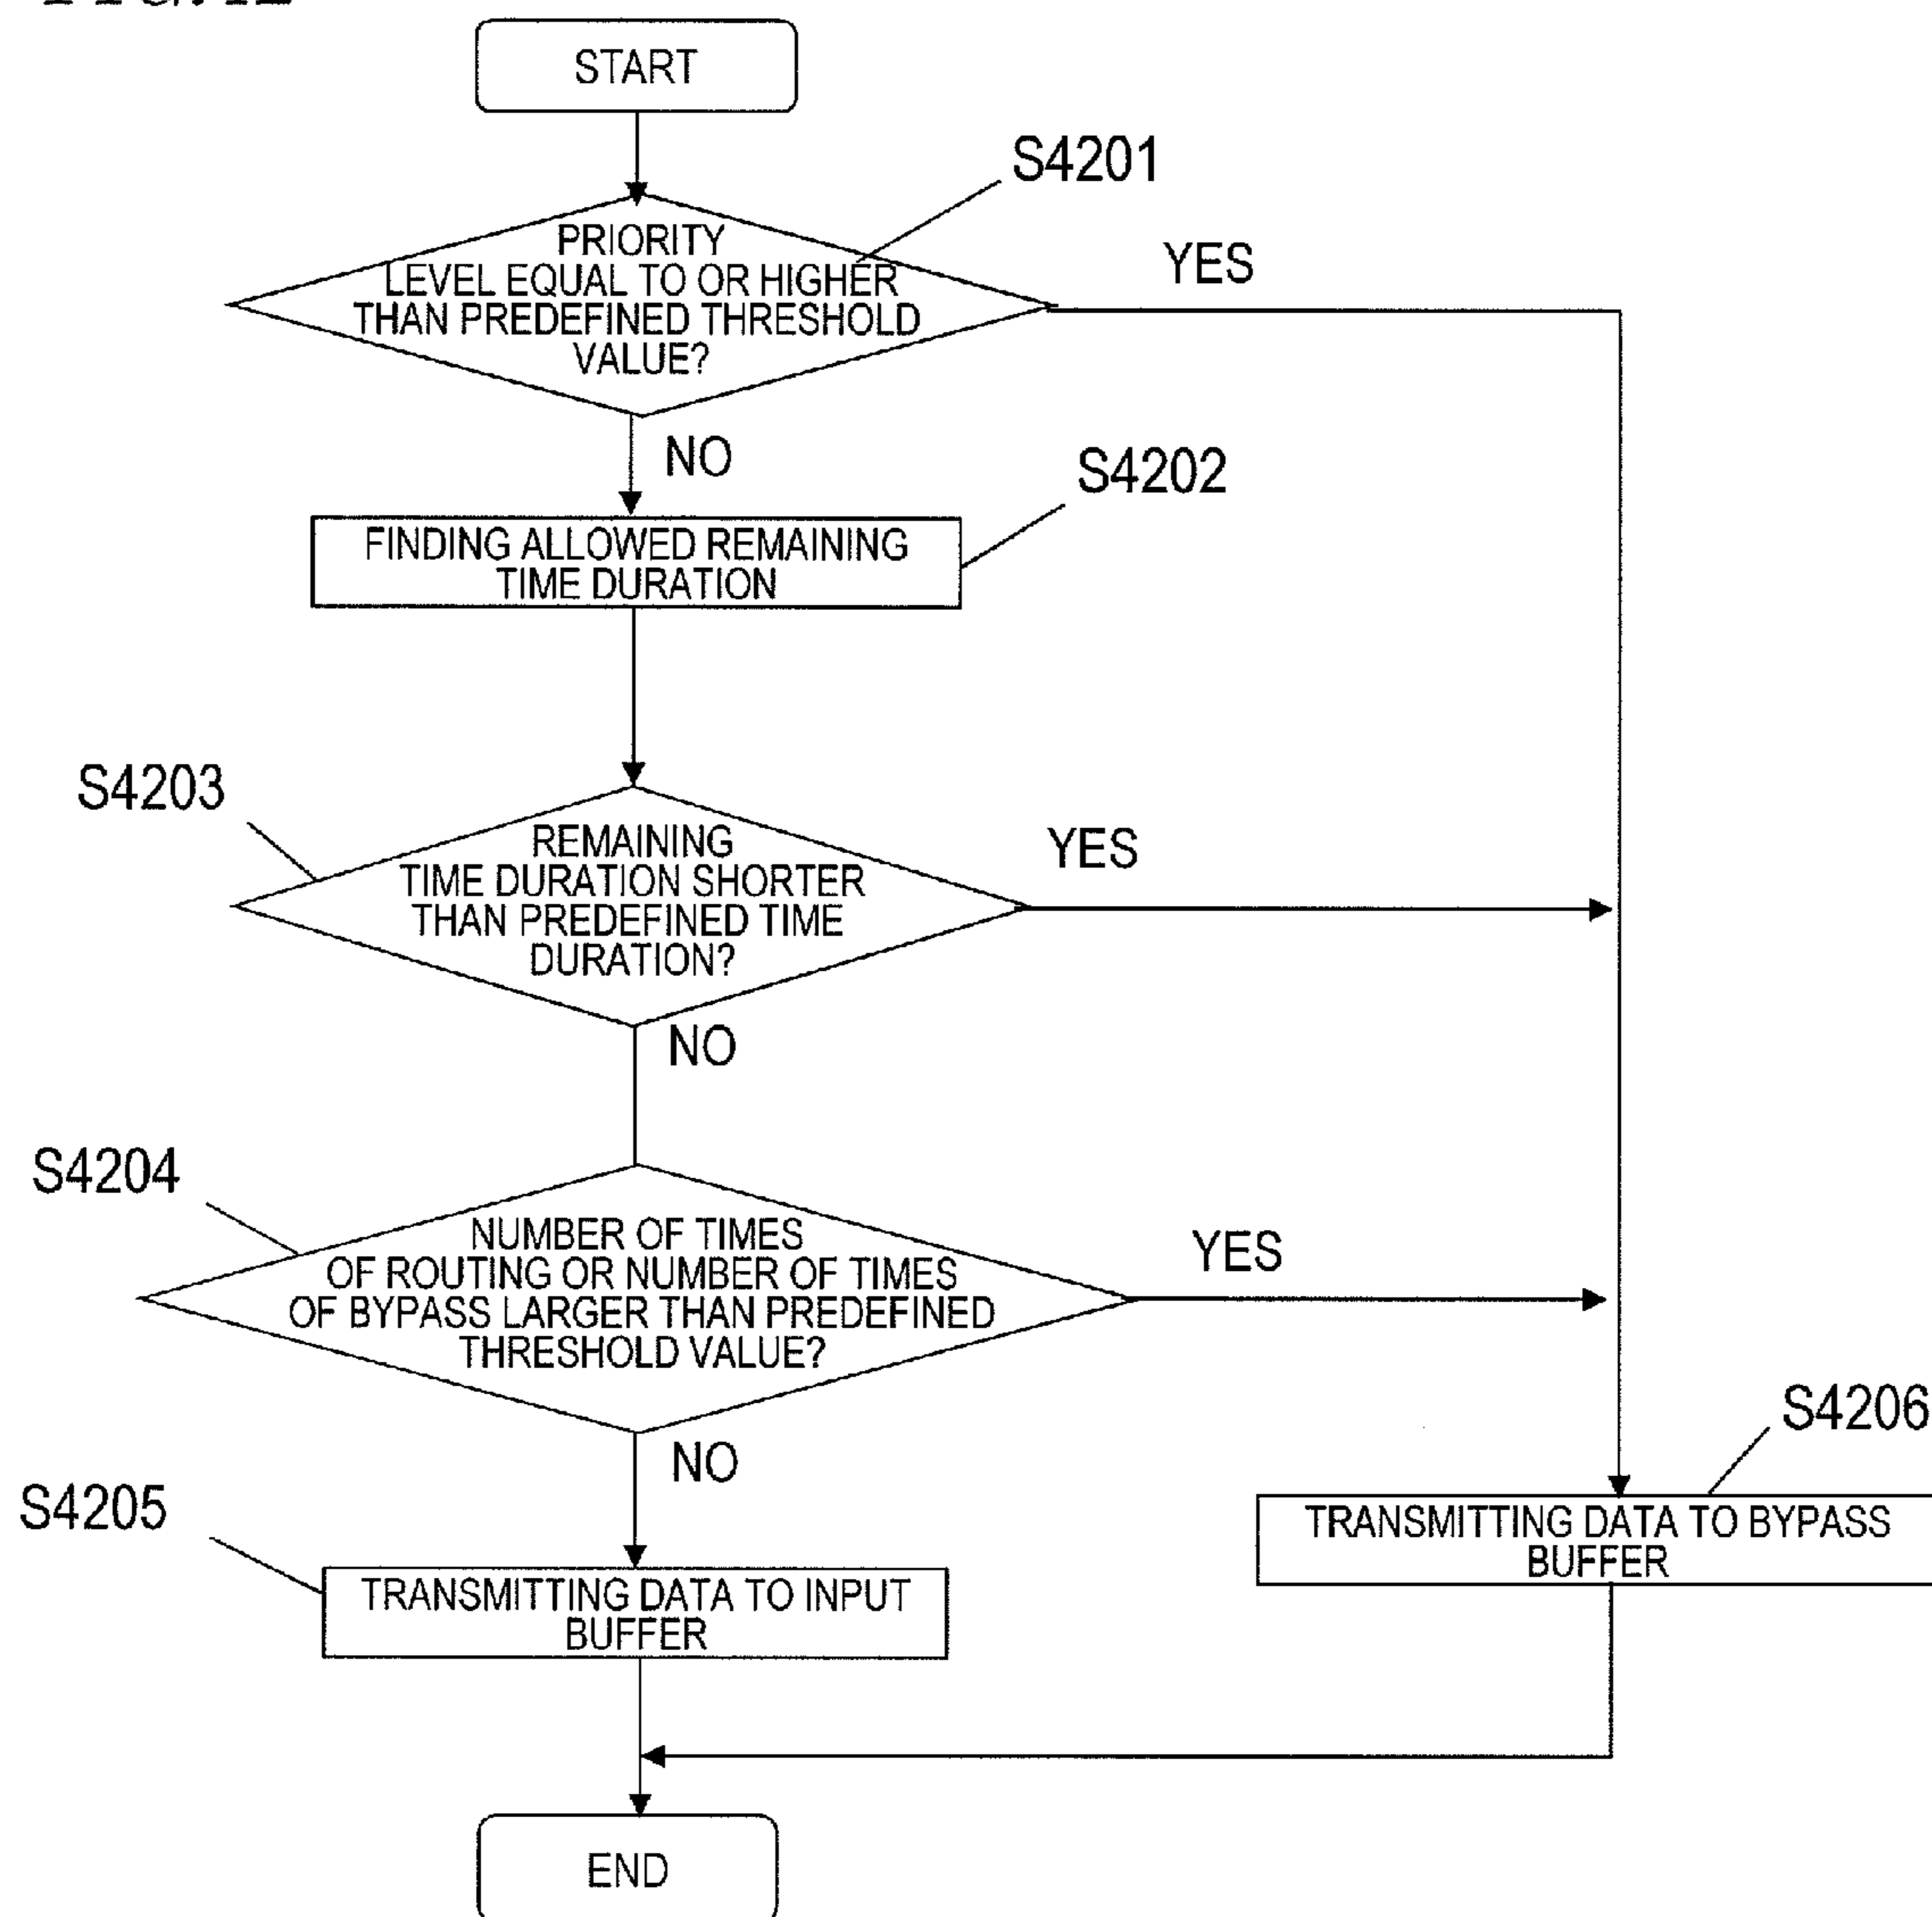 START
S4201
PRIORITY
LEVEL EQUAL TO OR HIGHER
THAN PREDEFINED THRESHOLD
VALUE?
YES
NO
S4202
FINDING ALLOWED REMAINING
TIME DURATION
S4203
REMAINING
TIME DURATION SHORTER
THAN PREDEFINED TIME
DURATION?
YES
NO
S4204
NUMBER OF TIMES
OF ROUTING OR NUMBER OF TIMES
OF BYPASS LARGER THAN PREDEFINED
THRESHOLD VALUE?
YES
NO
S4206
TRANSMITTING DATA TO BYPASS
BUFFER
S4205
TRANSMITTING DATA TO INPUT
BUFFER
END